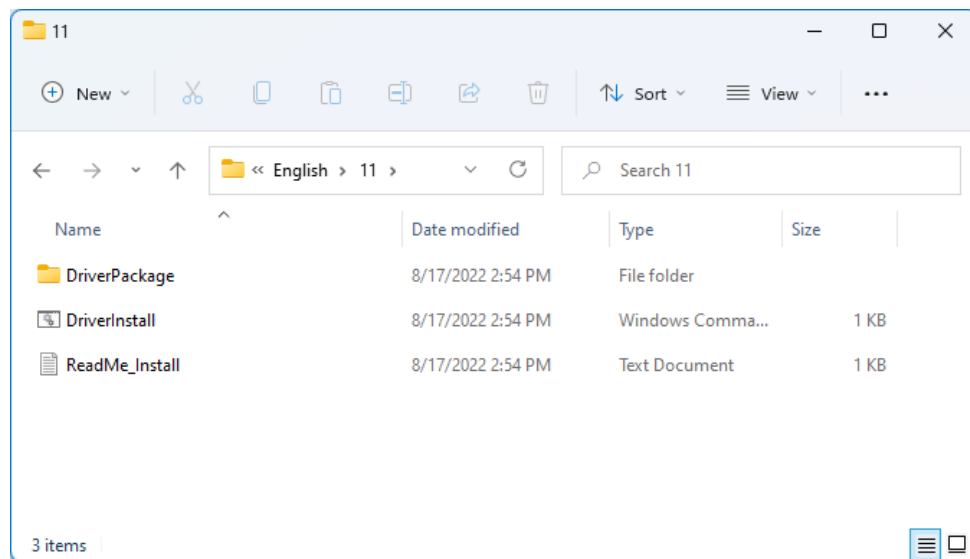 11
New Sort View •••
« English > 11 > Search 11
Name Date modified Type Size
DriverPackage 8/17/2022 2:54 PM File folder
DriverInstall 8/17/2022 2:54 PM Windows Comma... 1 KB
ReadMe_Install 8/17/2022 2:54 PM Text Document 1 KB
3 items